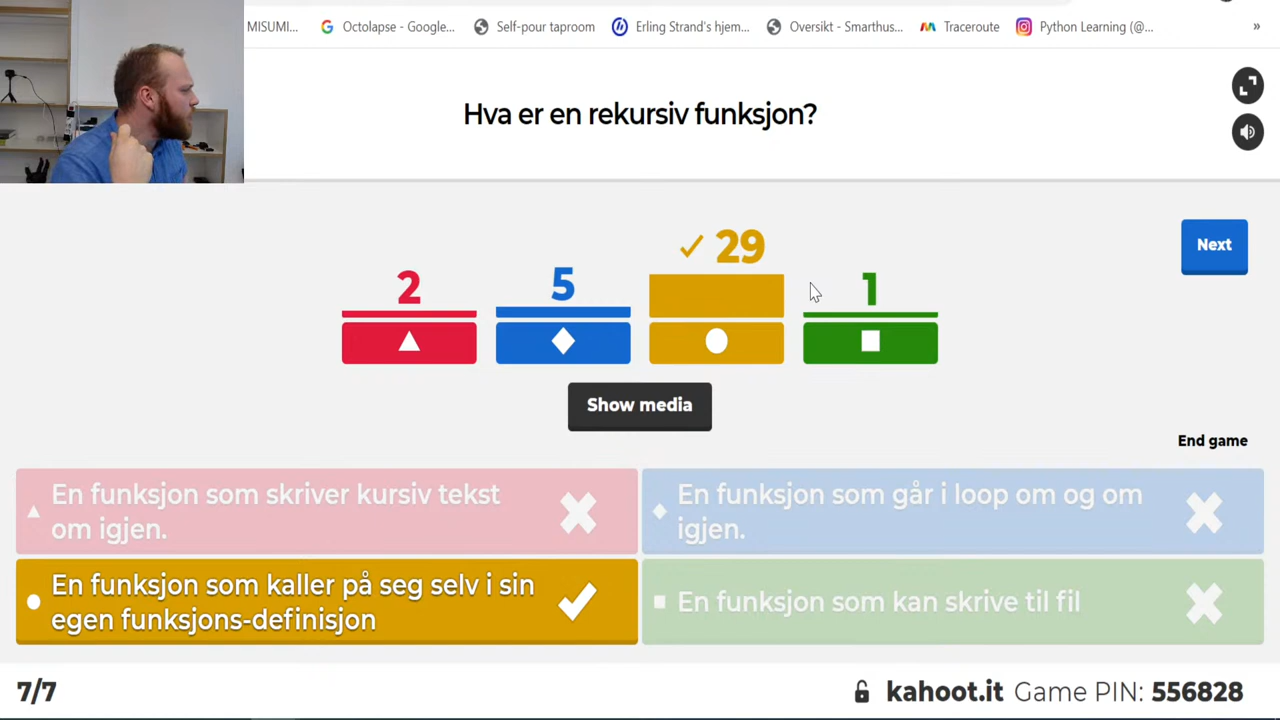 MISUMI... Octolapse - Google... Self-pour taproom Erling Strand's hjem... Oversikt - Smarthus... Traceroute Python Learning (@... »
Hva er en rekursiv funksjon?
2 5 29 1
Next
Show media
End game
En funksjon som skriver kursiv tekst
om igjen.
En funksjon som går i loop om og om
igjen.
En funksjon som kaller på seg selv i sin
egen funksjons-definisjon
En funksjon som kan skrive til fil
7/7
kahoot.it Game PIN: 556828